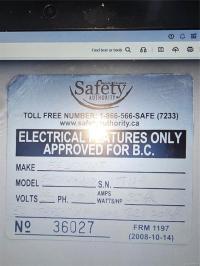 Find text or tools
Safety
AUTHORITY
TOLL FREE NUMBER: 1-866-566-SAFE (7233)
www.safetyauthority.ca
ELECTRICAL FEATURES ONLY
APPROVED FOR B.C.
MAKE
MODEL
S.N.
AMPS
VOLTS
PH.
WATTS/HP
Nº 36027
FRM 1197
(2008-10-14)